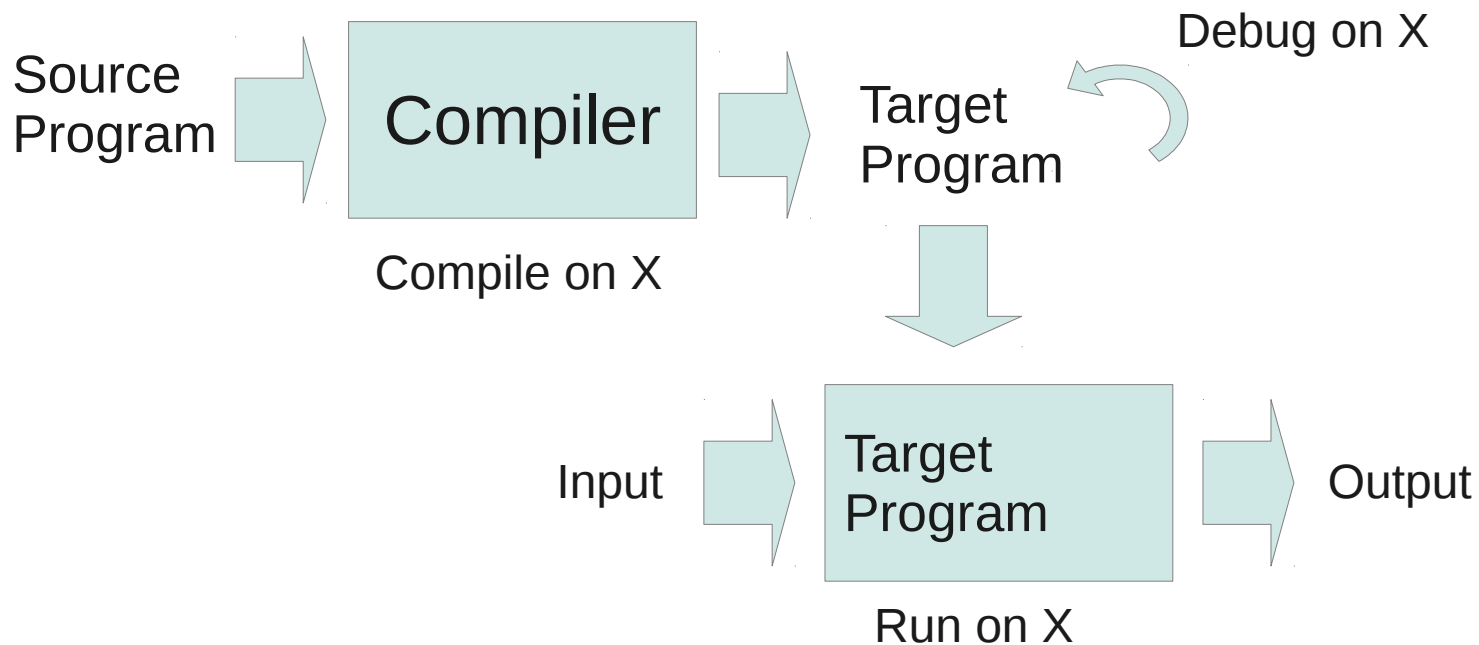 Debug on X
Source
Program
Compiler
Target
Program
Compile on X
Input
Target
Program
Output
Run on X